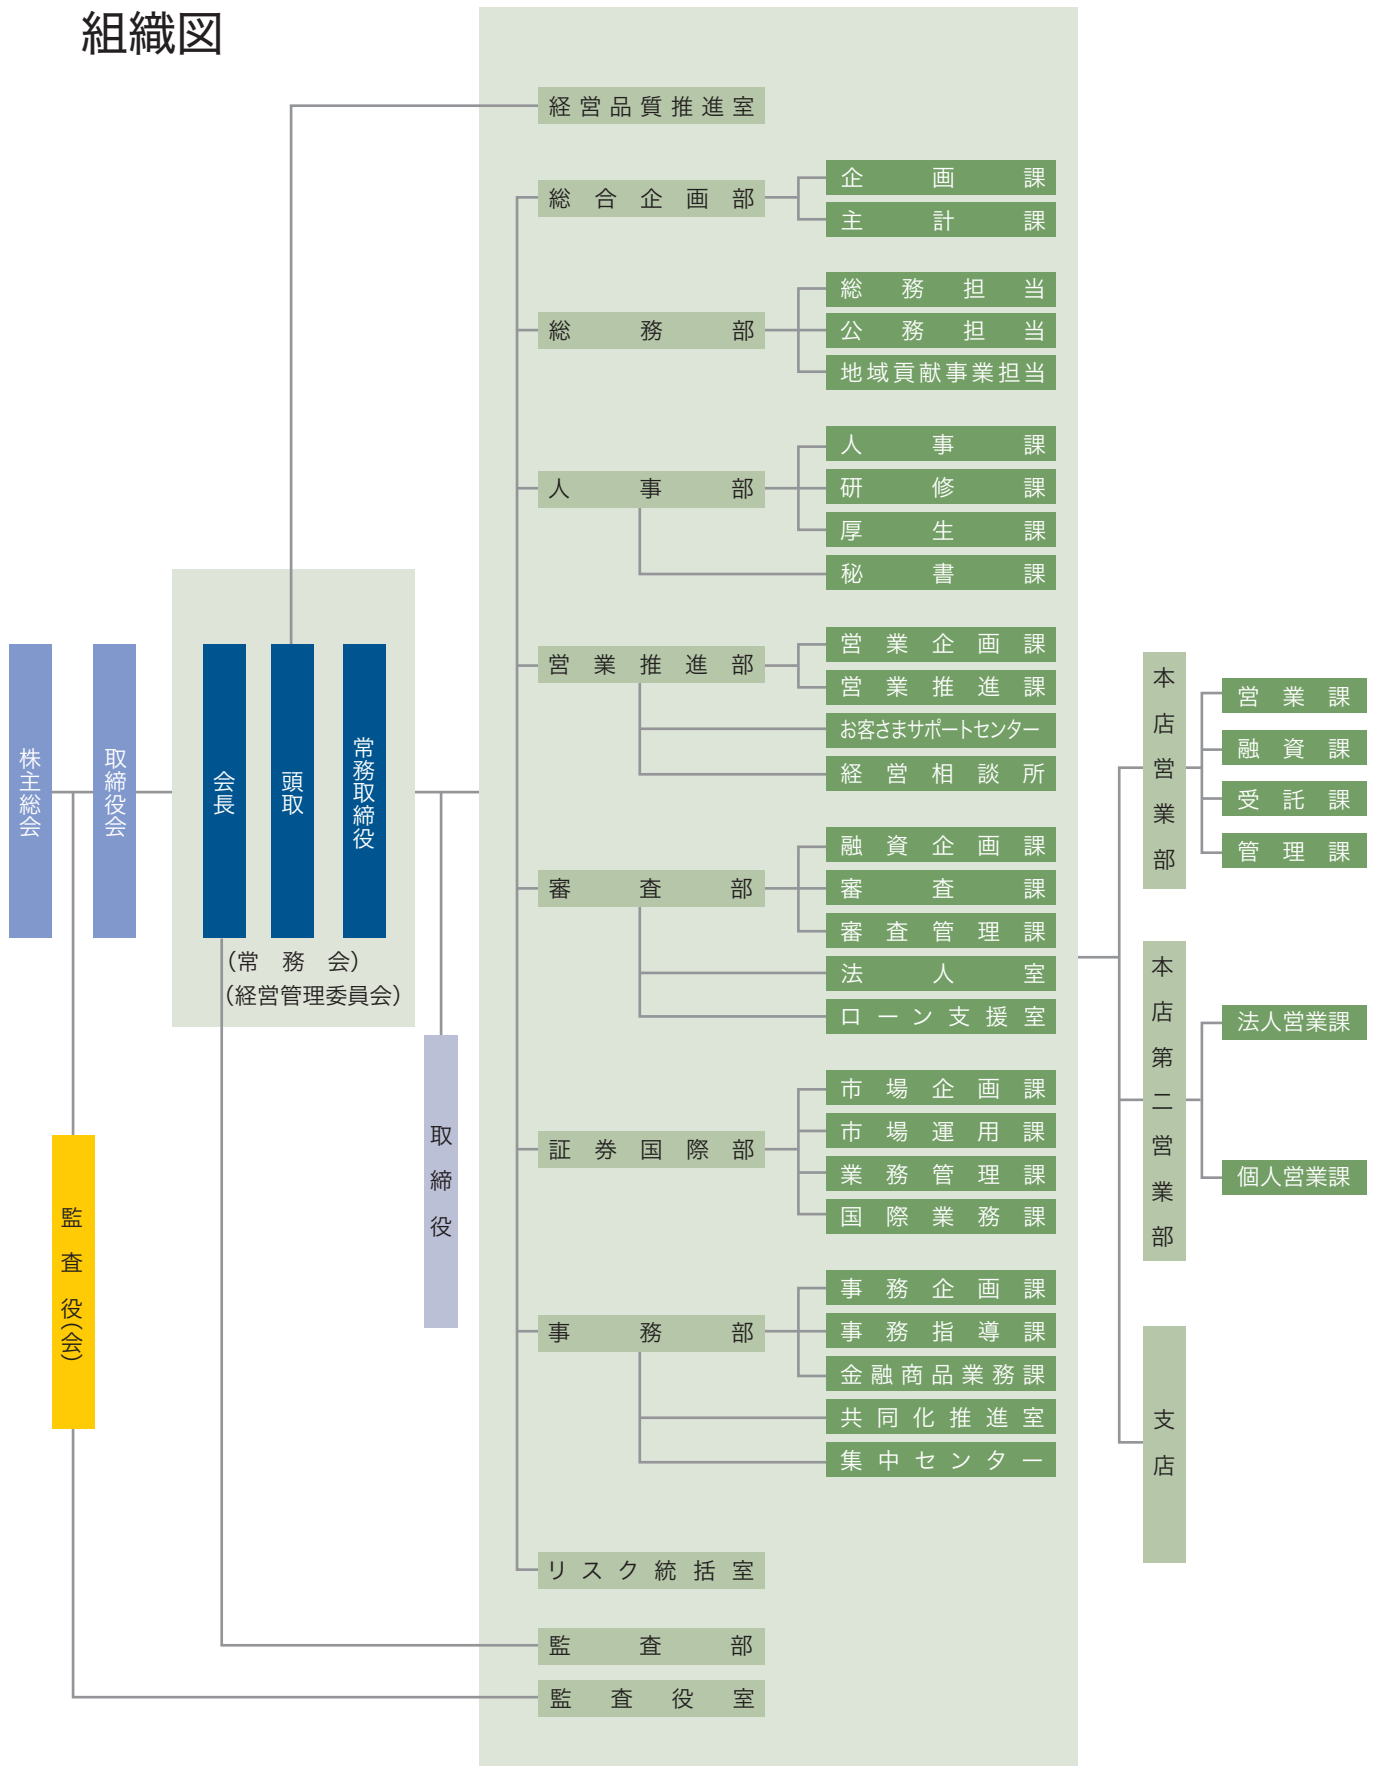 組織図
株主総会
取締役会
監査役(会)
会長
頭取
常務取締役
(常務会)
(経営管理委員会)
取締役
経営品質推進室
総合企画部
企画課
主計課
総務部
総務担当
公務担当
地域貢献事業担当
人事部
人事課
研修課
厚生課
秘書課
営業推進部
営業企画課
営業推進課
お客さまサポートセンター
経営相談所
審査部
融資企画課
審査課
審査管理課
法人室
ローン支援室
証券国際部
市場企画課
市場運用課
業務管理課
国際業務課
事務部
事務企画課
事務指導課
金融商品業務課
共同化推進室
集中センター
リスク統括室
監査部
監査役室
本店営業部
営業課
融資課
受託課
管理課
本店第二営業部
法人営業課
個人営業課
支店